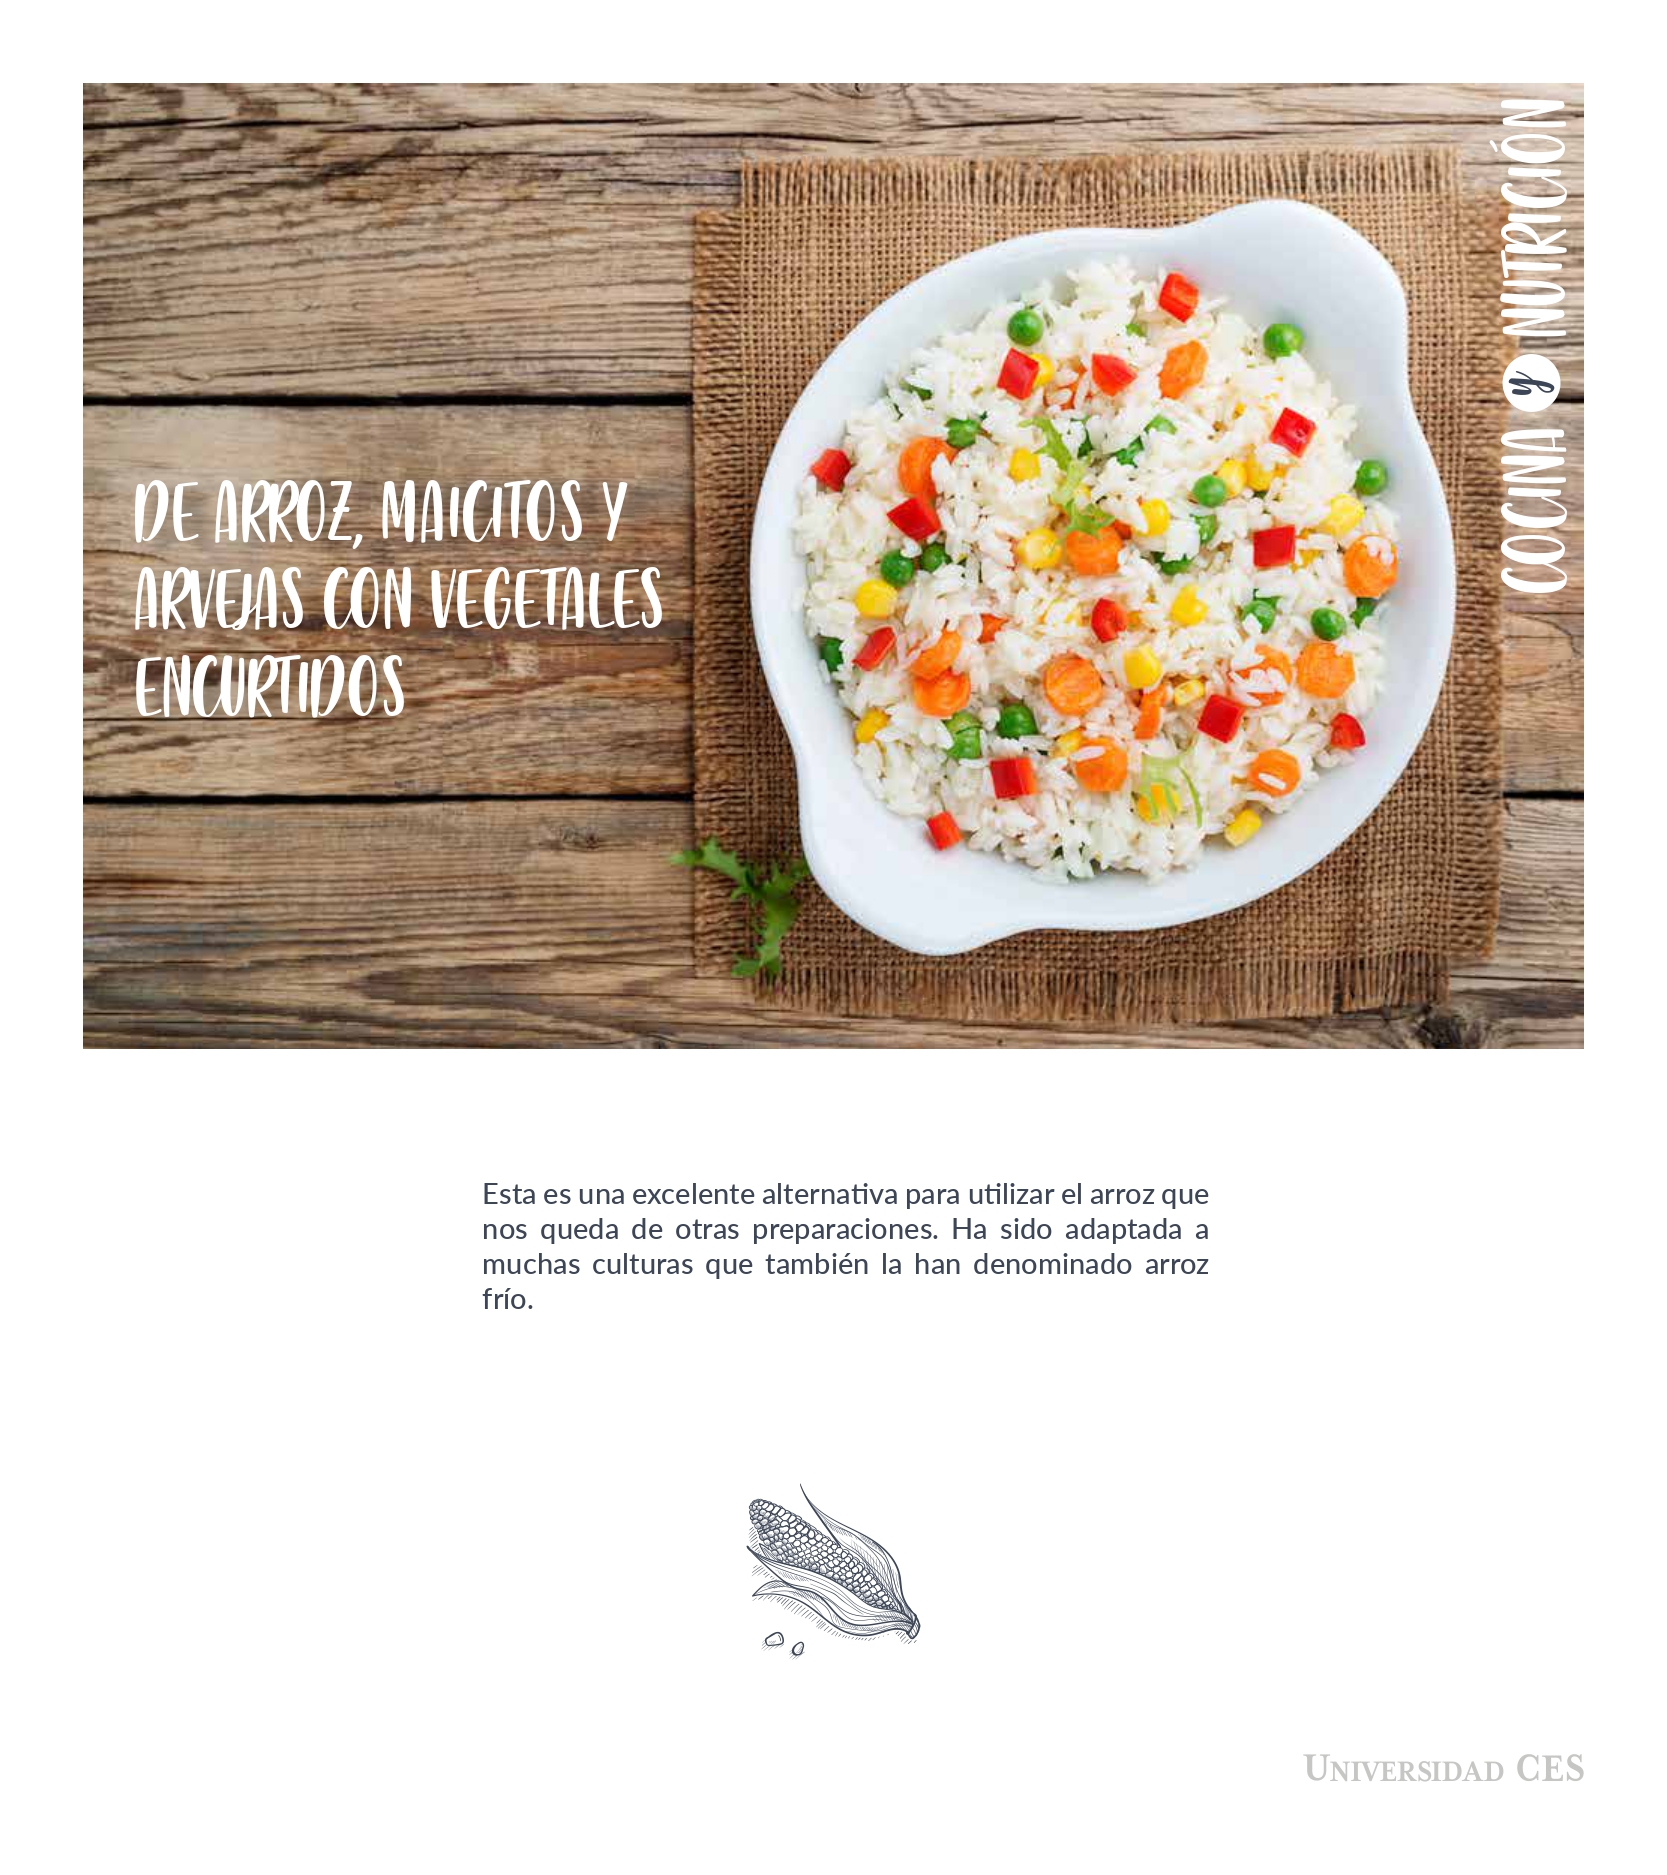 COCINA y NUTRICIÓN
DE ARROZ, MAICITOS Y
ARVEJAS CON VEGETALES
ENCURTIDOS
Esta es una excelente alternativa para utilizar el arroz que
nos queda de otras preparaciones. Ha sido adaptada a
muchas culturas que también la han denominado arroz
frío.
UNIVERSIDAD CES